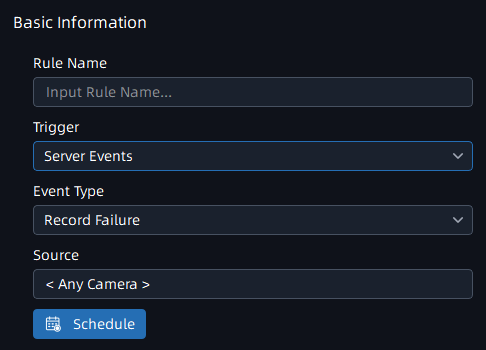 Basic Information
Rule Name
Input Rule Name...
Trigger
Server Events
Event Type
Record Failure
Source
< Any Camera >
Schedule